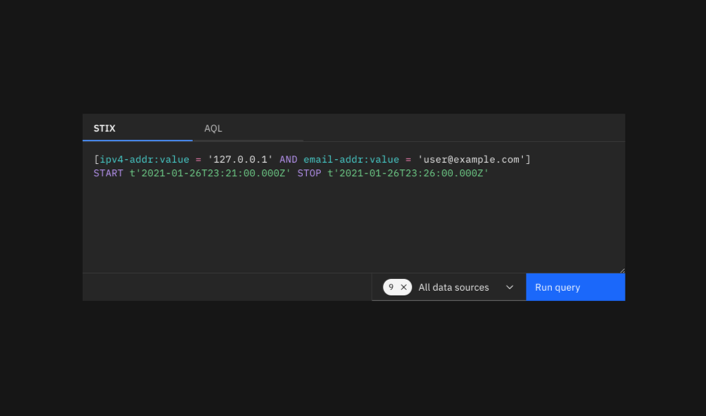 STIX AQL
[ipv4-addr:value = '127.0.0.1' AND email-addr:value = 'user@example.com']
START t'2021-01-26T23:21:00.000Z' STOP t'2021-01-26T23:26:00.000Z'
9 × All data sources Run query